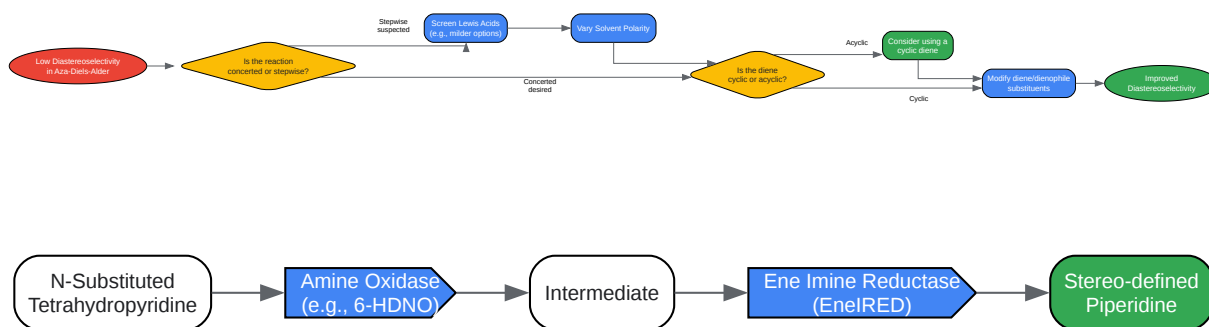 Low Diastereoselectivity
in Aza-Diels-Alder
Is the reaction
concerted or stepwise?
Stepwise
suspected
Screen Lewis Acids
(e.g., milder options)
Vary Solvent Polarity
Concerted
desired
Is the diene
cyclic or acyclic?
Acyclic
Consider using a
cyclic diene
Cyclic
Modify diene/dienophile
substituents
Improved
Diastereoselectivity
N-Substituted
Tetrahydropyridine
Amine Oxidase
(e.g., 6-HDNO)
Intermediate
Ene Imine Reductase
(EneIRED)
Stereo-defined
Piperidine